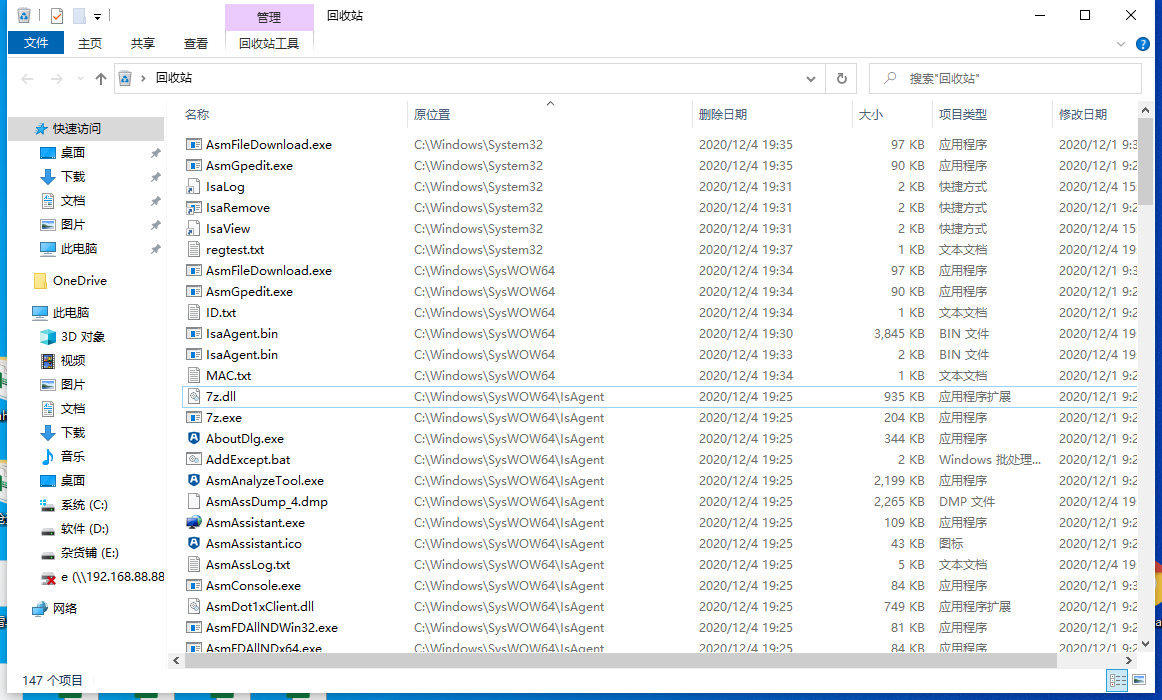 管理 回收站
文件 主页 共享 查看 回收站工具
回收站 搜索"回收站"
快速访问
桌面
下载
文档
图片
此电脑
OneDrive
此电脑
3D 对象
视频
图片
文档
下载
音乐
桌面
系统 (C:)
软件 (D:)
杂货铺 (E:)
e (\\192.168.88.88
网络
名称 原位置 删除日期 大小 项目类型 修改日期
AsmFileDownload.exe C:\Windows\System32 2020/12/4 19:35 97 KB 应用程序 2020/12/1 9:3
AsmGpedit.exe C:\Windows\System32 2020/12/4 19:35 90 KB 应用程序 2020/12/1 9:2
IsaLog C:\Windows\System32 2020/12/4 19:31 2 KB 快捷方式 2020/12/4 15
IsaRemove C:\Windows\System32 2020/12/4 19:31 2 KB 快捷方式 2020/12/1 9:2
IsaView C:\Windows\System32 2020/12/4 19:31 2 KB 快捷方式 2020/12/4 15
regtest.txt C:\Windows\System32 2020/12/4 19:37 1 KB 文本文档 2020/12/4 19
AsmFileDownload.exe C:\Windows\SysWOW64 2020/12/4 19:34 97 KB 应用程序 2020/12/1 9:3
AsmGpedit.exe C:\Windows\SysWOW64 2020/12/4 19:34 90 KB 应用程序 2020/12/1 9:2
ID.txt C:\Windows\SysWOW64 2020/12/4 19:34 1 KB 文本文档 2020/12/4 19
IsaAgent.bin C:\Windows\SysWOW64 2020/12/4 19:30 3,845 KB BIN 文件 2020/12/4 19
IsaAgent.bin C:\Windows\SysWOW64 2020/12/4 19:33 2 KB BIN 文件 2020/12/4 19
MAC.txt C:\Windows\SysWOW64 2020/12/4 19:34 1 KB 文本文档 2020/12/4 19
7z.dll C:\Windows\SysWOW64\IsAgent 2020/12/4 19:25 935 KB 应用程序扩展 2020/12/1 9:2
7z.exe C:\Windows\SysWOW64\IsAgent 2020/12/4 19:25 204 KB 应用程序 2020/12/1 9:2
AboutDlg.exe C:\Windows\SysWOW64\IsAgent 2020/12/4 19:25 344 KB 应用程序 2020/12/1 9:2
AddExcept.bat C:\Windows\SysWOW64\IsAgent 2020/12/4 19:25 2 KB Windows 批处理... 2020/12/1 9:2
AsmAnalyzeTool.exe C:\Windows\SysWOW64\IsAgent 2020/12/4 19:25 2,199 KB 应用程序 2020/12/1 9:2
AsmAssDump_4.dmp C:\Windows\SysWOW64\IsAgent 2020/12/4 19:25 2,265 KB DMP 文件 2020/12/4 19
AsmAssistant.exe C:\Windows\SysWOW64\IsAgent 2020/12/4 19:25 109 KB 应用程序 2020/12/1 9:2
AsmAssistant.ico C:\Windows\SysWOW64\IsAgent 2020/12/4 19:25 43 KB 图标 2020/12/1 9:2
AsmAssLog.txt C:\Windows\SysWOW64\IsAgent 2020/12/4 19:25 5 KB 文本文档 2020/12/4 19
AsmConsole.exe C:\Windows\SysWOW64\IsAgent 2020/12/4 19:25 84 KB 应用程序 2020/12/1 9:3
AsmDot1xClient.dll C:\Windows\SysWOW64\IsAgent 2020/12/4 19:25 749 KB 应用程序扩展 2020/12/1 9:2
AsmFDAllNDWin32.exe C:\Windows\SysWOW64\IsAgent 2020/12/4 19:25 81 KB 应用程序 2020/12/1 9:2
AsmFDAllNDx64.exe C:\Windows\SysWOW64\IsAgent 2020/12/4 19:25 84 KB 应用程序 2020/12/1 9:2
147 个项目